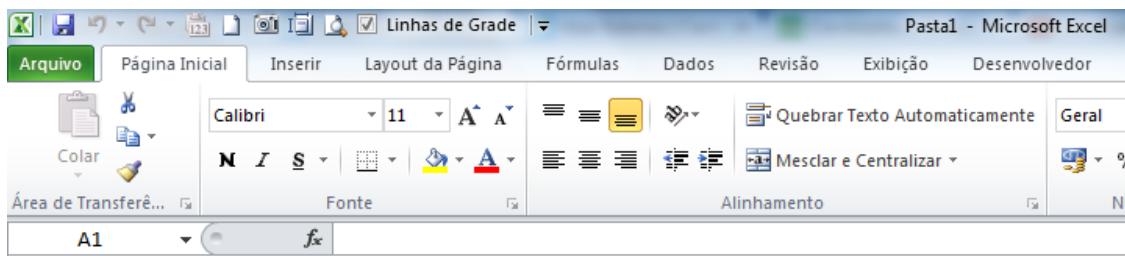 Linhas de Grade Pasta1 - Microsoft Excel
Arquivo Página Inicial Inserir Layout da Página Fórmulas Dados Revisão Exibição Desenvolvedor
Calibri 11 A A Quebrar Texto Automaticamente Geral
Colar N I S A Mesclar e Centralizar %
Área de Transferê... Fonte Alinhamento N
A1 fx